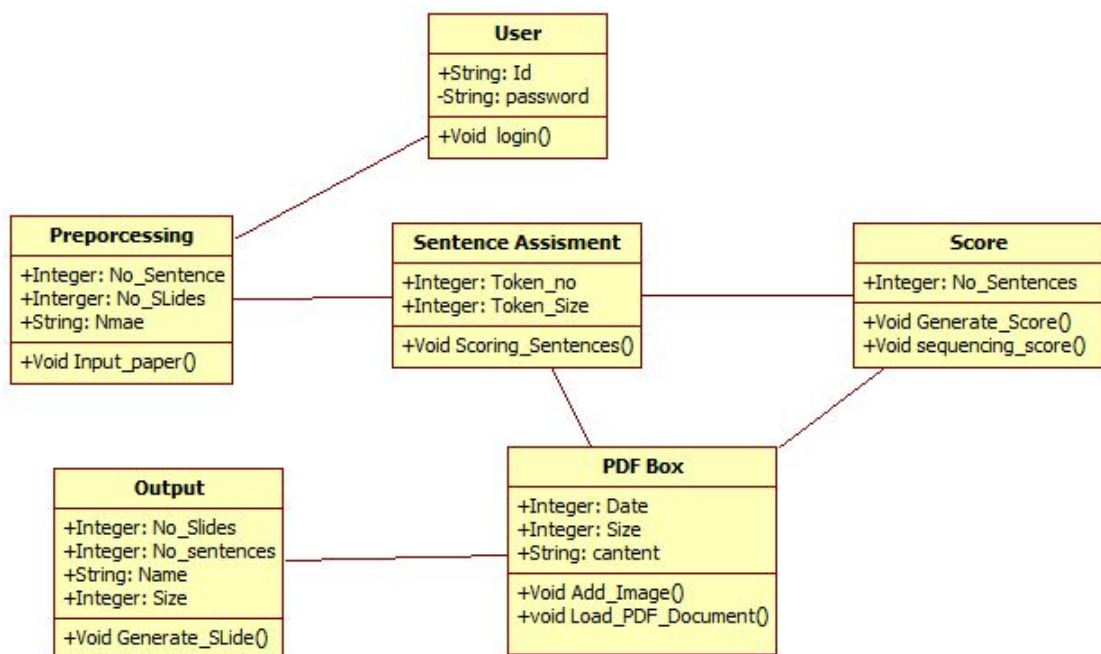 User
+String: Id
-String: password
+Void login()
Preporcessing
+Integer: No_Sentence
+Interger: No_SLides
+String: Nmae
+Void Input_paper()
Sentence Assisment
+Integer: Token_no
+Integer: Token_Size
+Void Scoring_Sentences()
Score
+Integer: No_Sentences
+Void Generate_Score()
+Void sequencing_score()
Output
+Integer: No_Slides
+Integer: No_sentences
+String: Name
+Integer: Size
+Void Generate_SLide()
PDF Box
+Integer: Date
+Integer: Size
+String: cantent
+Void Add_Image()
+void Load_PDF_Document()